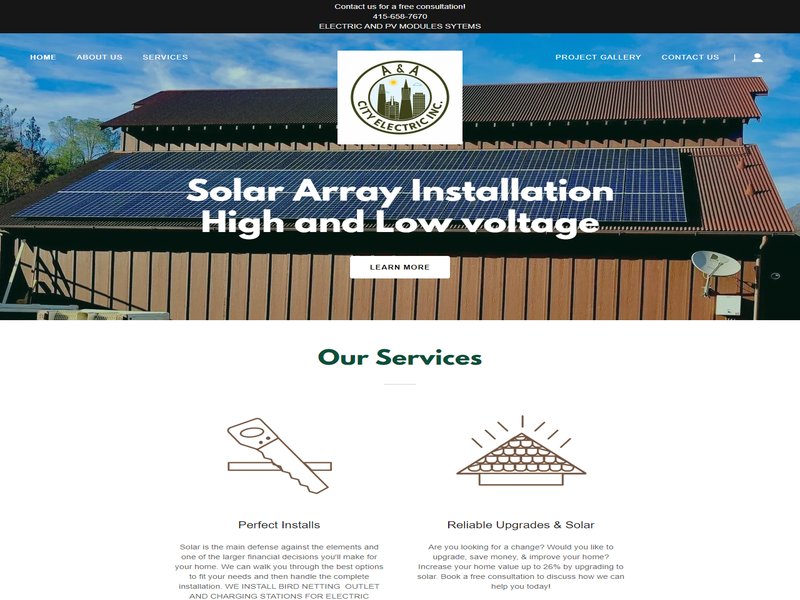 Contact us for a free consultation!
415-658-7670
ELECTRIC AND PV MODULES SYTEMS
HOME
ABOUT US
SERVICES
A & A
CITY ELECTRIC INC.
PROJECT GALLERY
CONTACT US
Solar Array Installation
High and Low voltage
LEARN MORE
Our Services
Perfect Installs
Solar is the main defense against the elements and
one of the larger financial decisions you'll make for
your home. We can walk you through the best options
to fit your needs and then handle the complete
installation. WE INSTALL BIRD NETTING OUTLET
AND CHARGING STATIONS FOR ELECTRIC
Reliable Upgrades & Solar
Are you looking for a change? Would you like to
upgrade, save money, & improve your home?
Increase your home value up to 26% by upgrading to
solar. Book a free consultation to discuss how we can
help you today!